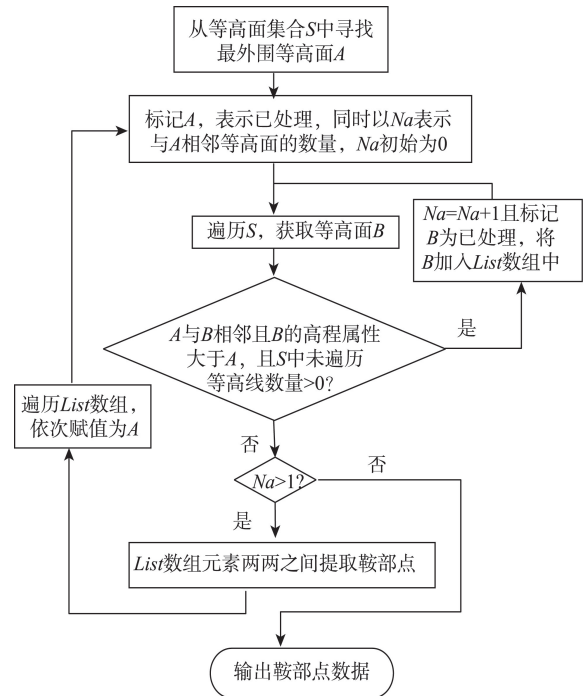 从等高面集合S中寻找
最外围等高面A
标记A，表示已处理，同时以Na表示
与A相邻等高面的数量，Na初始为0
遍历S，获取等高面B
Na=Na+1且标记
B为已处理，将
B加入List数组中
A与B相邻且B的高程属性
大于A，且S中未遍历
等高线数量>0?
是
遍历List数组，
依次赋值为A
否
Na>1?
否
是
List数组元素两两之间提取鞍部点
输出鞍部点数据